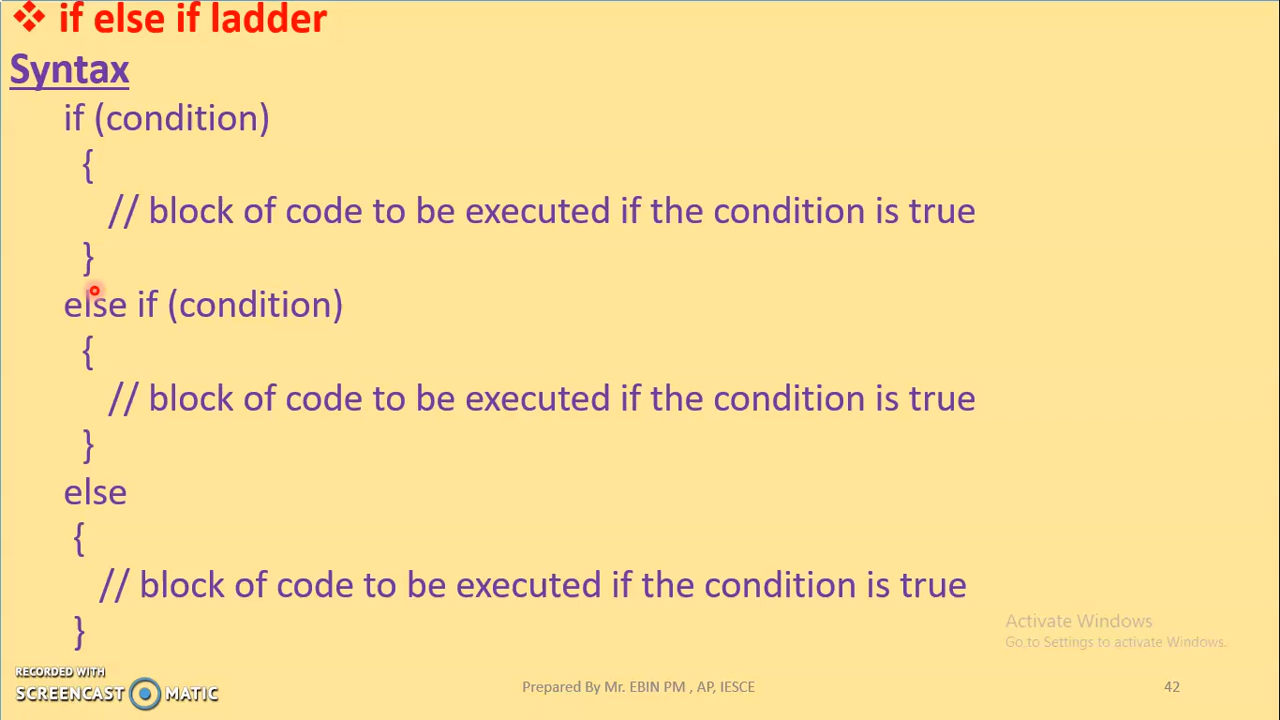 ❖ if else if ladder
Syntax
if (condition)
{
// block of code to be executed if the condition is true
}
else if (condition)
{
// block of code to be executed if the condition is true
}
else
{
// block of code to be executed if the condition is true
}
Activate Windows
Go to Settings to activate Windows.
RECORDED WITH
SCREENCAST MATIC
Prepared By Mr. EBIN PM , AP, IESCE
42